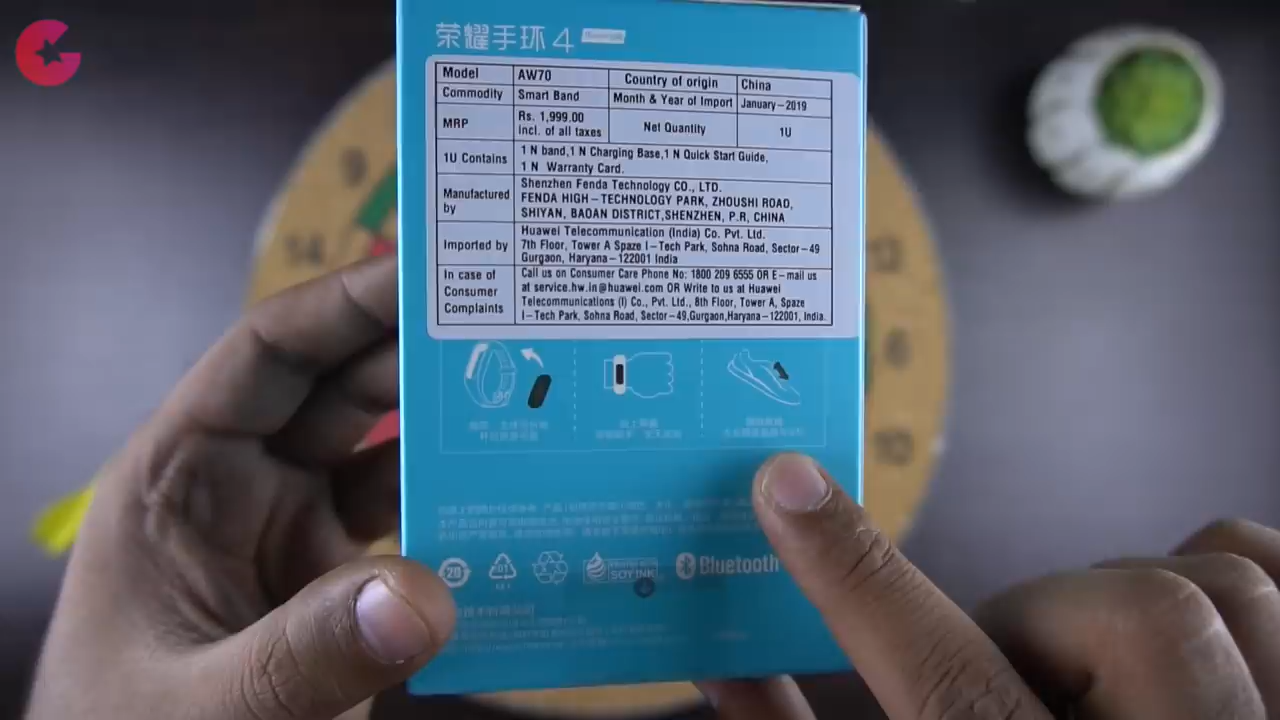 荣耀手环 4
Model AW70 Country of origin China
Commodity Smart Band Month & Year of Import January-2019
MRP Rs. 1,999.00 Incl. of all taxes Net Quantity 1U
1U Contains 1 N band,1 N Charging Base,1 N Quick Start Guide,
1 N Warranty Card.
Manufactured by Shenzhen Fenda Technology CO., LTD.
FENDA HIGH-TECHNOLOGY PARK, ZHOUSHI ROAD,
SHIYAN, BAOAN DISTRICT,SHENZHEN, P.R, CHINA
Imported by Huawei Telecommunication (India) Co. Pvt. Ltd.
7th Floor, Tower A Spaze I-Tech Park, Sohna Road, Sector-49
Gurgaon, Haryana-122001 India
In case of Consumer Complaints Call us on Consumer Care Phone No: 1800 209 6555 OR E-mail us
at service.hw.in@huawei.com OR Write to us at Huawei
Telecommunications (I) Co., Pvt. Ltd., 8th Floor, Tower A, Spaze
I-Tech Park, Sohna Road, Sector-49,Gurgaon,Haryana-122001, India.
20 01 SOY INK Bluetooth
9
14
12
6
10